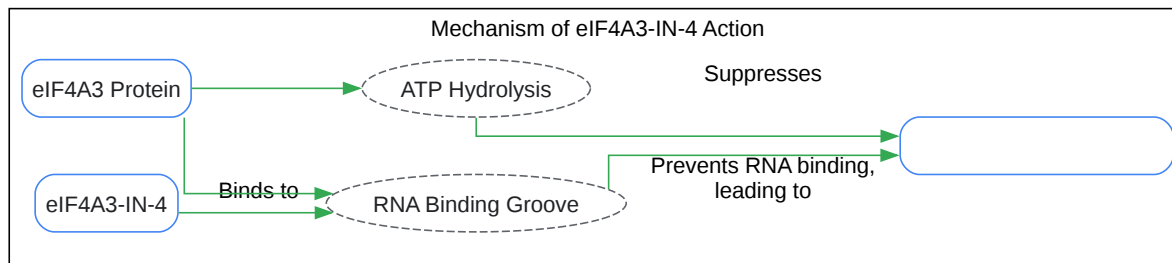 Mechanism of eIF4A3-IN-4 Action
eIF4A3 Protein
ATP Hydrolysis
Suppresses
eIF4A3-IN-4
Binds to
RNA Binding Groove
Prevents RNA binding,
leading to